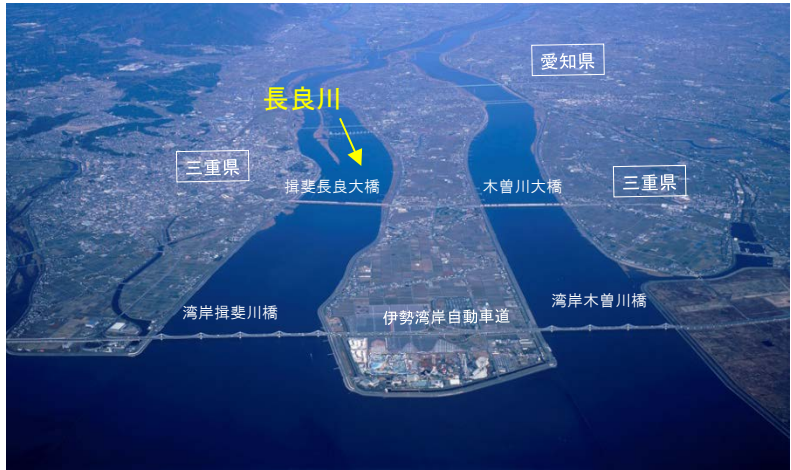 愛知県
長良川
三重県
揖斐長良大橋
木曽川大橋
三重県
湾岸揖斐川橋
伊勢湾岸自動車道
湾岸木曽川橋